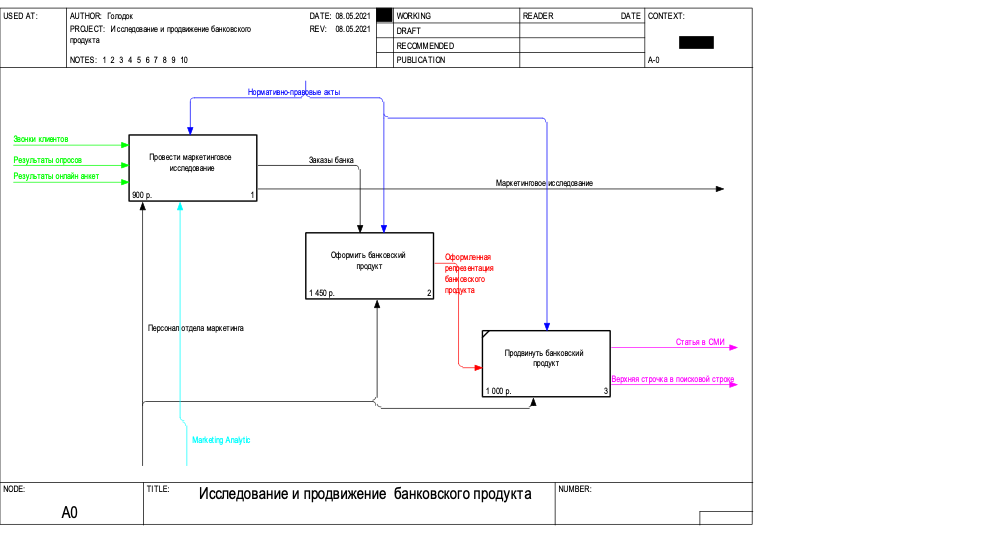 USED AT:
AUTHOR: Голодок
DATE: 08.05.2021
WORKING
READER
DATE
CONTEXT:
PROJECT: Исследование и продвижение банковского
продукта
REV: 08.05.2021
DRAFT
RECOMMENDED
NOTES: 1 2 3 4 5 6 7 8 9 10
PUBLICATION
A-0
Нормативно-правовые акты
Звонки клиентов
Результаты опросов
Результаты онлайн анкет
Провести маркетинговое
исследование
900 р.
1
Заказы банка
Маркетинговое исследование
Оформить банковский
продукт
1 450 р.
2
Оформленная
репрезентация
банковского
продукта
Персонал отдела маркетинга
Продвинуть банковский
продукт
1 000 р.
3
Статья в СМИ
Верхняя строчка в поисковой строке
Marketing Analytic
NODE:
A0
TITLE:
Исследование и продвижение банковского продукта
NUMBER: